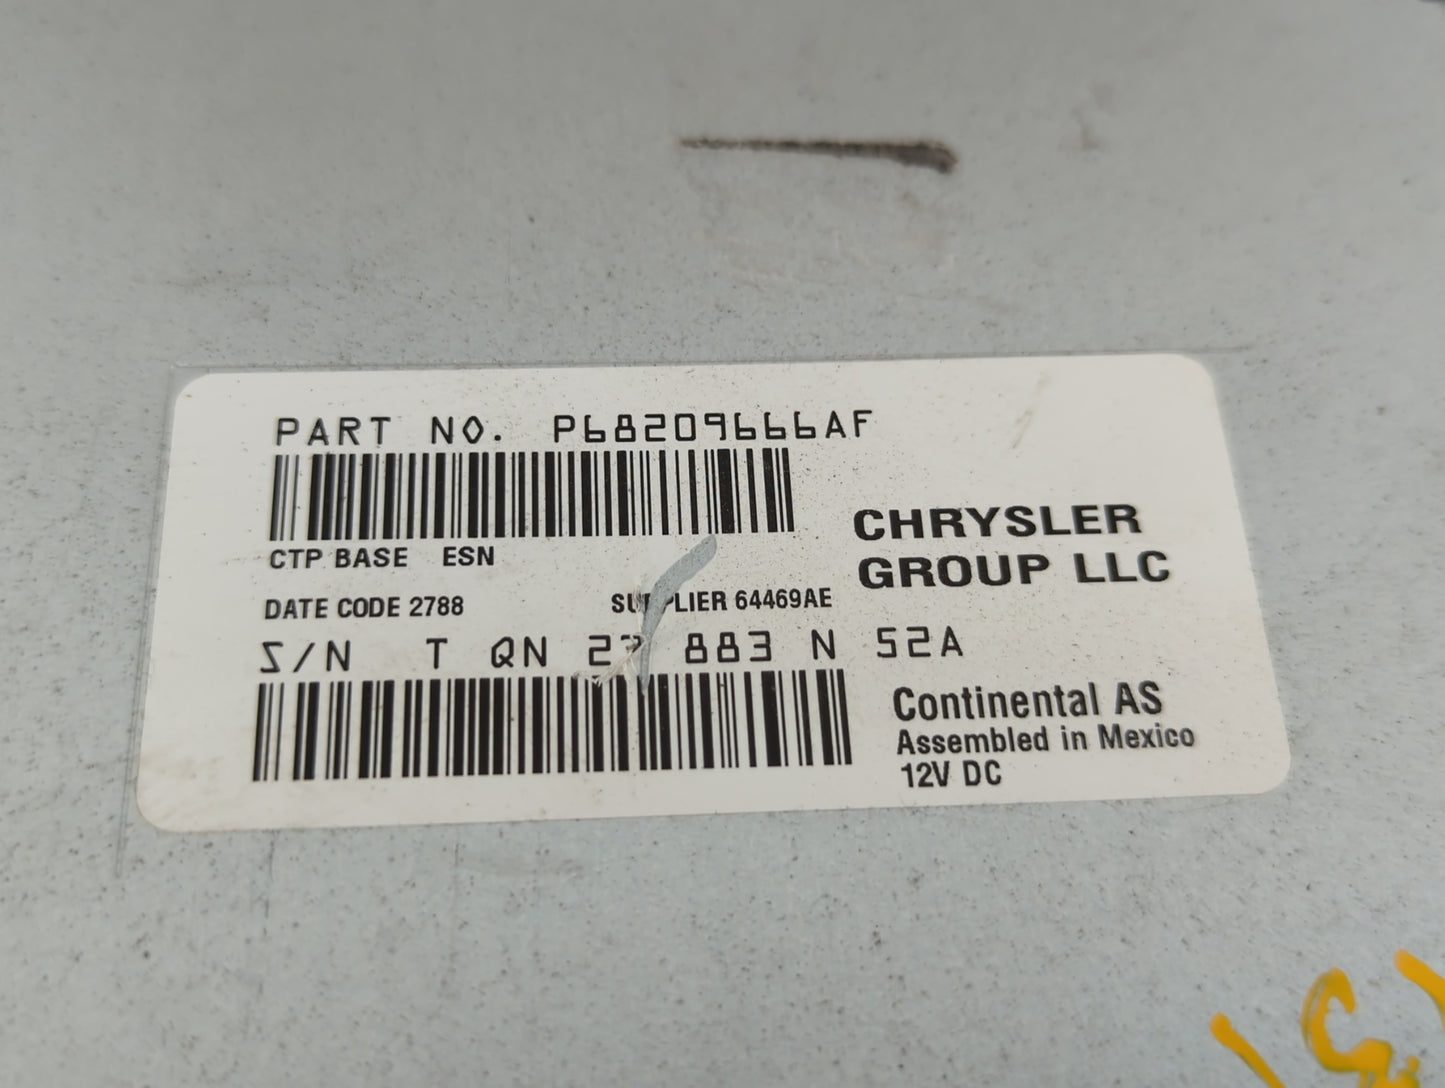 PART NO. P68209666AF
CTP BASE ESN
CHRYSLER
GROUP LLC
DATE CODE 2788
SUPPLIER 64469AE
S/N T QN 883 N 52A
Continental AS
Assembled in Mexico
12V DC